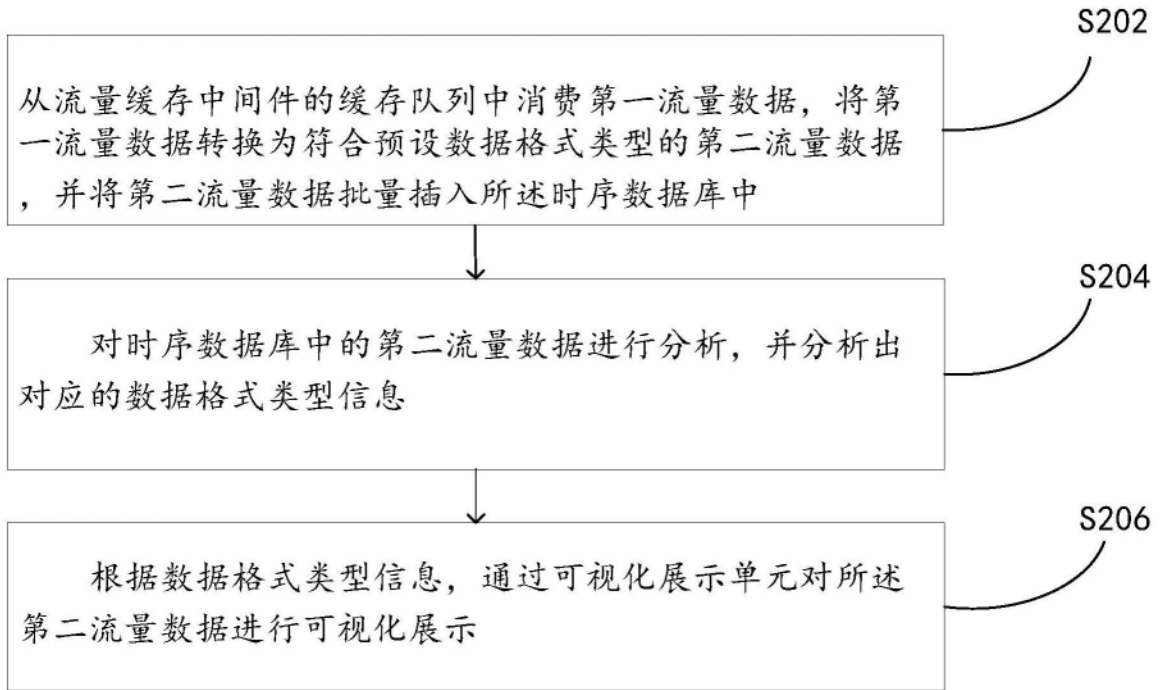 S202
从流量缓存中间件的缓存队列中消费第一流量数据，将第
一流量数据转换为符合预设数据格式类型的第二流量数据
，并将第二流量数据批量插入所述时序数据库中
S204
对时序数据库中的第二流量数据进行分析，并分析出
对应的数据格式类型信息
S206
根据数据格式类型信息，通过可视化展示单元对所述
第二流量数据进行可视化展示